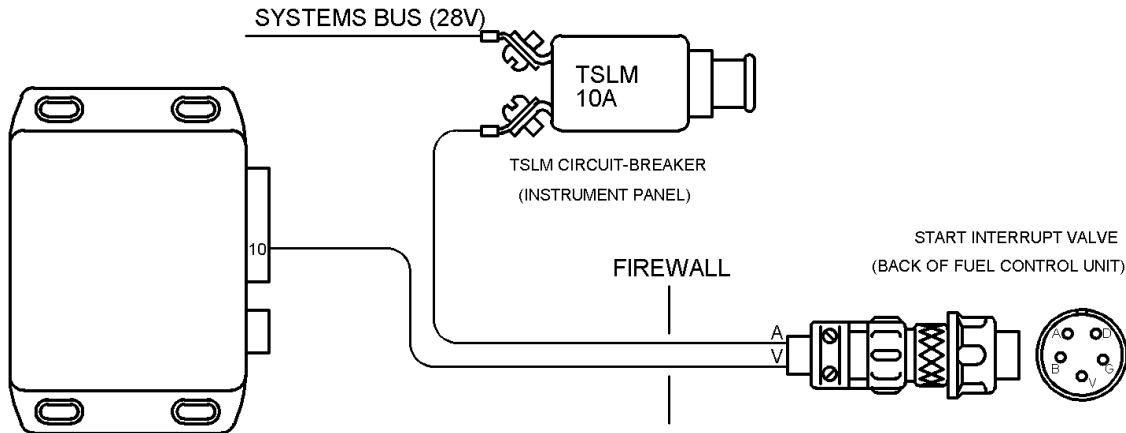 SYSTEMS BUS (28V)
TSLM
10A
TSLM CIRCUIT-BREAKER
(INSTRUMENT PANEL)
10
START INTERRUPT VALVE
(BACK OF FUEL CONTROL UNIT)
FIREWALL
A
V
A D
B G
V